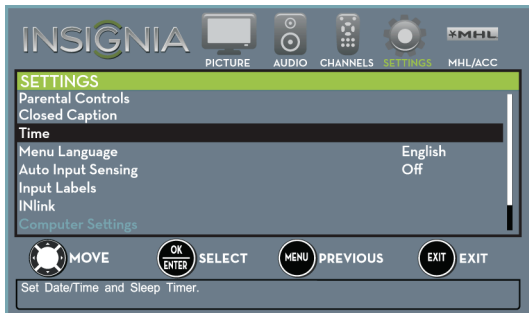 INSIGNIA
PICTURE AUDIO CHANNELS SETTINGS MHL MHL/ACC
SETTINGS
Parental Controls
Closed Caption
Time
Menu Language English
Auto Input Sensing Off
Input Labels
INlink
Computer Settings
MOVE OK ENTER SELECT MENU PREVIOUS EXIT EXIT
Set Date/Time and Sleep Timer.